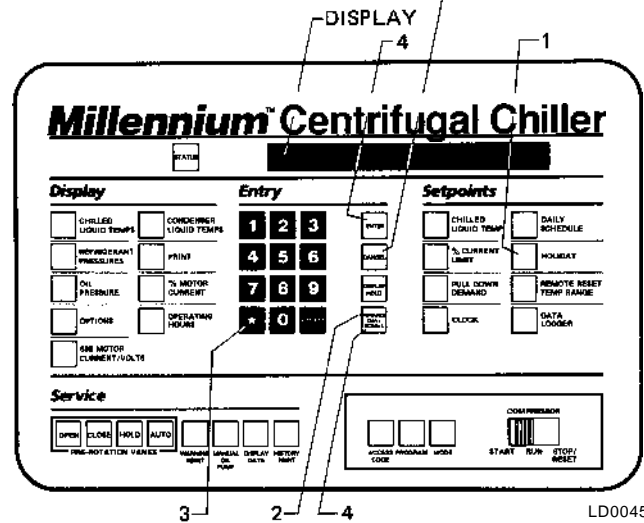 DISPLAY
4
1
Millennium™ Centrifugal Chiller
STATUS
Display
Entry
Setpoints
CHILLED LIQUID TEMPS
CONDENSER LIQUID TEMPS
1 2 3
ENTER
CHILLED LIQUID TEMP
DAILY SCHEDULE
REFRIGERANT PRESSURES
PRINT
4 5 6
CANCEL
% CURRENT LIMIT
HOLIDAY
OIL PRESSURE
% MOTOR CURRENT
7 8 9
DISPLAY HOLD
PULL DOWN DEMAND
REMOTE RESET TEMP RANGE
OPTIONS
OPERATING HOURS
* 0
CLOCK
DATA LOGGER
MOTOR CURRENT/VOLTS
Service
OPEN CLOSE HOLD AUTO
PRE-ROTATION VANES
WARNING RESET
MANUAL OIL PUMP
DISPLAY DATA
HISTORY PRINT
ACCESS CODE
PROGRAM
MODE
COMPRESSOR
START RUN STOP/RESET
3
2
4
LD0045